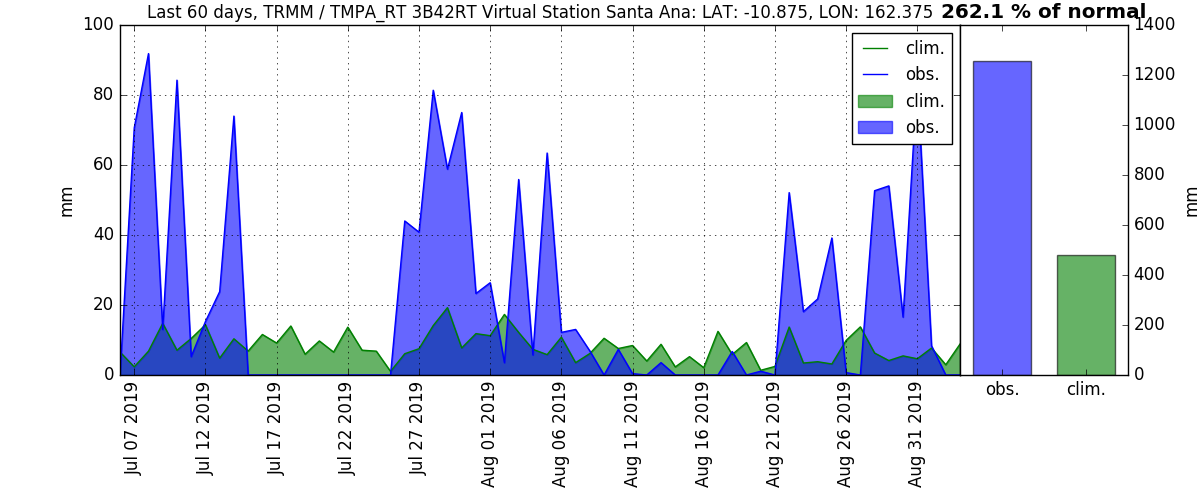 Last 60 days, TRMM / TMPA_RT 3B42RT Virtual Station Santa Ana: LAT: -10.875, LON: 162.375 262.1 % of normal
100
80
60
40
20
0
mm
clim.
obs.
clim.
obs.
1400
1200
1000
800
600
400
200
0
mm
obs.
clim.
Jul 07 2019
Jul 12 2019
Jul 17 2019
Jul 22 2019
Jul 27 2019
Aug 01 2019
Aug 06 2019
Aug 11 2019
Aug 16 2019
Aug 21 2019
Aug 26 2019
Aug 31 2019